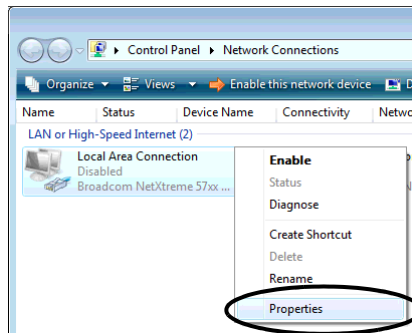 Control Panel Network Connections
Organize Views Enable this network device
Name Status Device Name Connectivity
LAN or High-Speed Internet (2)
Local Area Connection
Disabled
Broadcom NetXtreme 57xx ...
Enable
Status
Diagnose
Create Shortcut
Delete
Rename
Properties